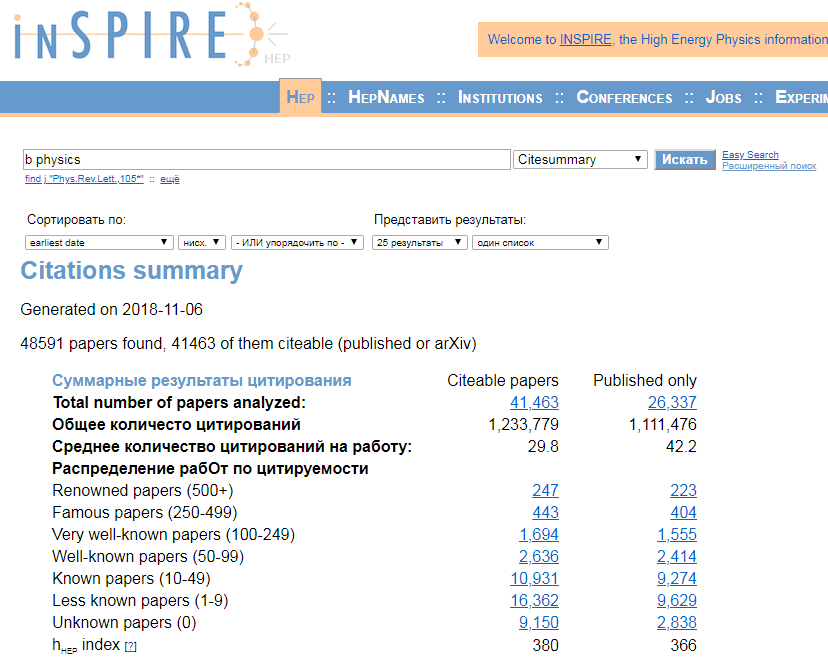 inSPIRE
HEP
Welcome to INSPIRE, the High Energy Physics information
HEP :: HEPNAMES :: INSTITUTIONS :: CONFERENCES :: JOBS :: EXPERIM
b physics Citesummary Искать Easy Search
Расширенный поиск
find j "Phys.Rev.Lett.,105*" :: ещё
Сортировать по: Представить результаты:
earliest date нисх. - ИЛИ упорядочить по - 25 результаты один список
Citations summary
Generated on 2018-11-06
48591 papers found, 41463 of them citeable (published or arXiv)
Суммарные результаты цитирования Citeable papers Published only
Total number of papers analyzed: 41,463 26,337
Общее количесто цитирований 1,233,779 1,111,476
Среднее количество цитирований на работу: 29.8 42.2
Распределение рабОт по цитируемости
Renowned papers (500+) 247 223
Famous papers (250-499) 443 404
Very well-known papers (100-249) 1,694 1,555
Well-known papers (50-99) 2,636 2,414
Known papers (10-49) 10,931 9,274
Less known papers (1-9) 16,362 9,629
Unknown papers (0) 9,150 2,838
hHEP index [?] 380 366